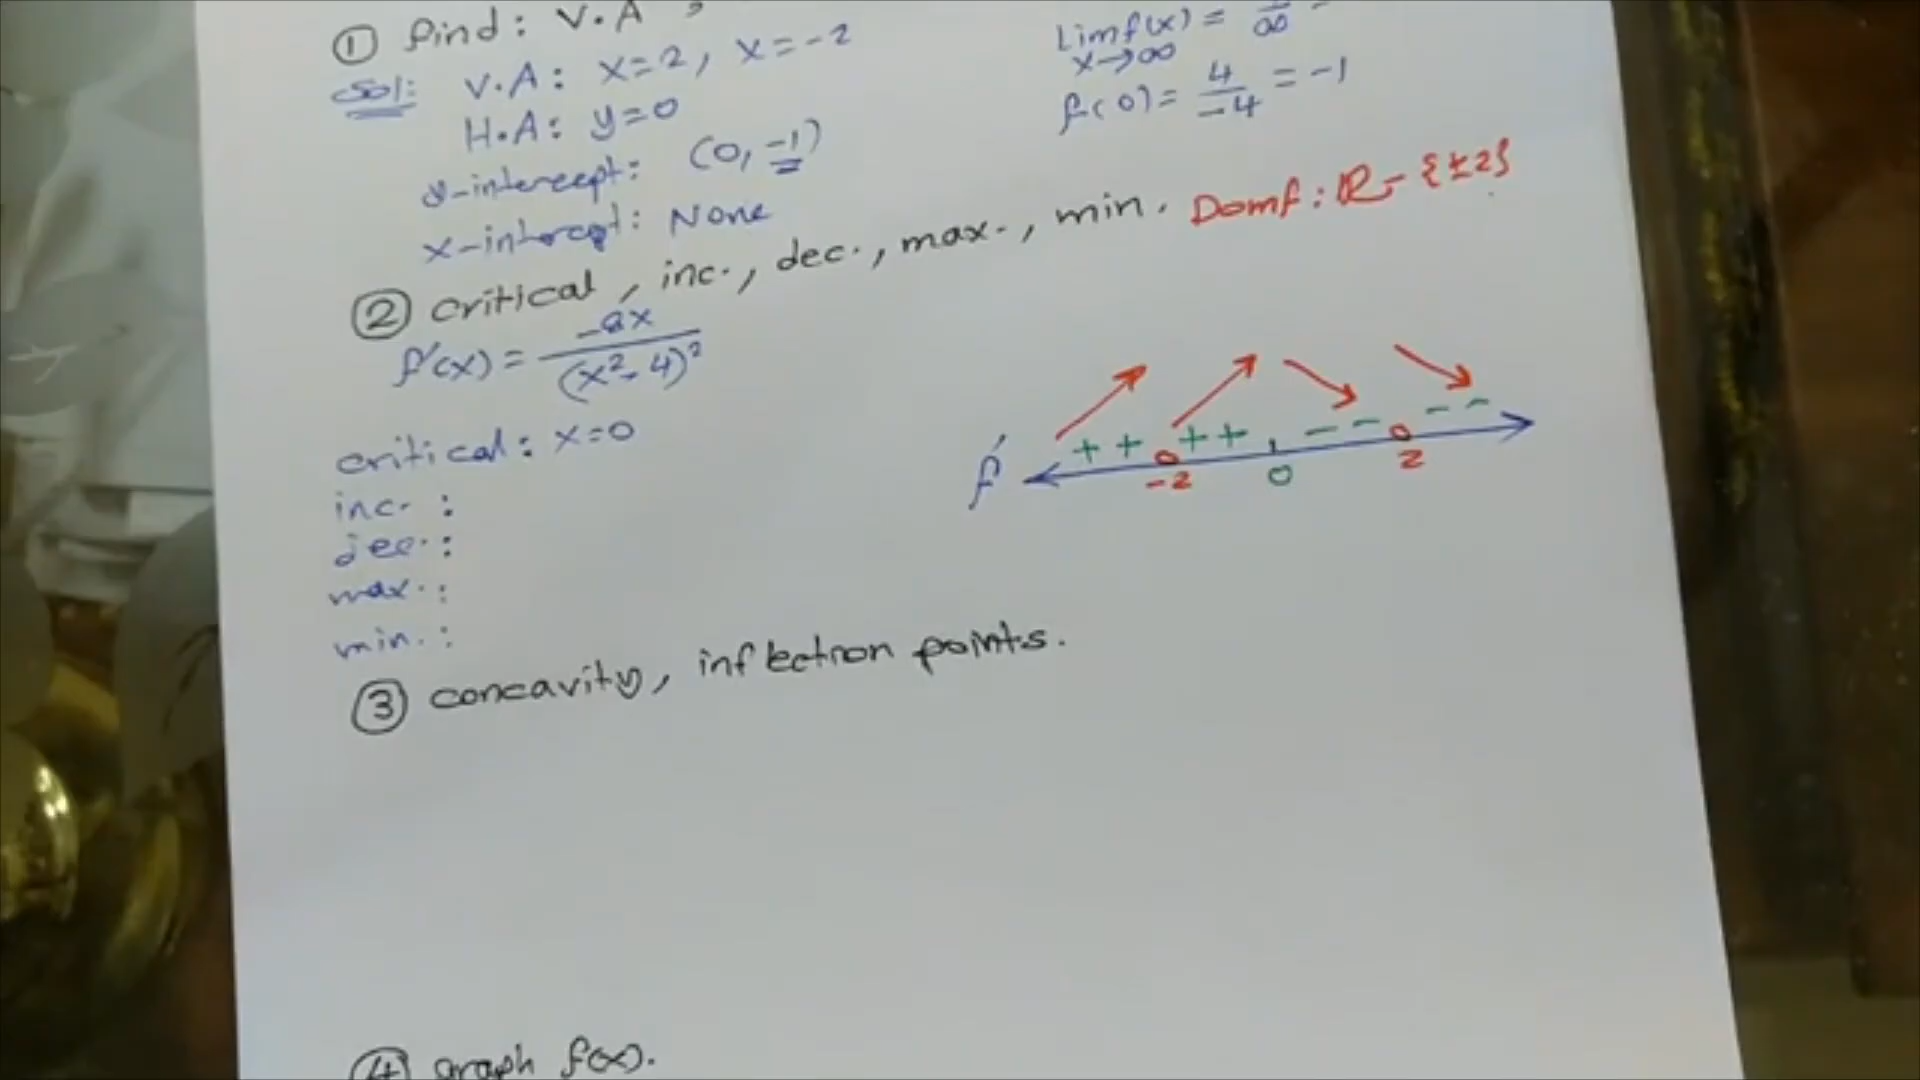 ① find: V.A
Sol: V.A: x=2, x=-2
H.A: y=0
y-intercept: (0, -1)
x-intercept: None
Lim f(x) = — ∞
x→∞
f(0) = 4/-4 = -1
② critical, inc., dec., max., min. Domf: ℝ-{±2}
f'(x) = -8x/(x²-4)²
critical: x=0
inc. :
dec. :
max. :
min. :
f' + + + + - - - -
-2 0 2
③ concavity, inflection points.
④ graph f(x).